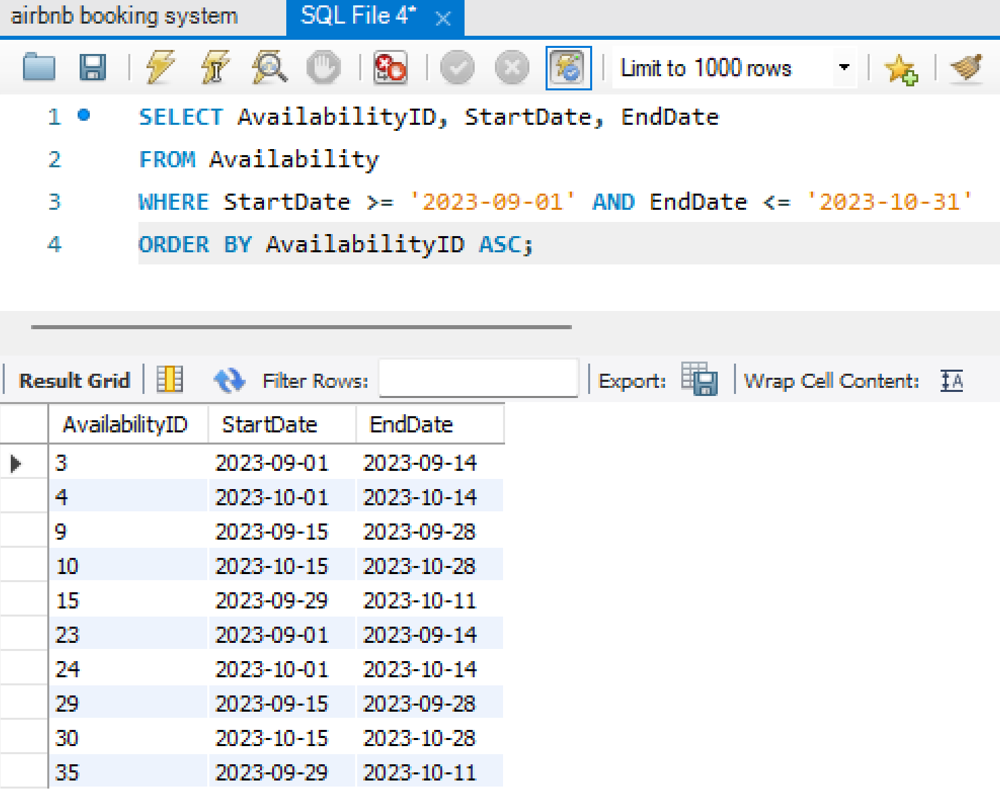 airbnb booking system SQL File 4* ×
Limit to 1000 rows
1 SELECT AvailabilityID, StartDate, EndDate
2 FROM Availability
3 WHERE StartDate >= '2023-09-01' AND EndDate <= '2023-10-31'
4 ORDER BY AvailabilityID ASC;
Result Grid Filter Rows: Export: Wrap Cell Content: A
AvailabilityID StartDate EndDate
3 2023-09-01 2023-09-14
4 2023-10-01 2023-10-14
9 2023-09-15 2023-09-28
10 2023-10-15 2023-10-28
15 2023-09-29 2023-10-11
23 2023-09-01 2023-09-14
24 2023-10-01 2023-10-14
29 2023-09-15 2023-09-28
30 2023-10-15 2023-10-28
35 2023-09-29 2023-10-11